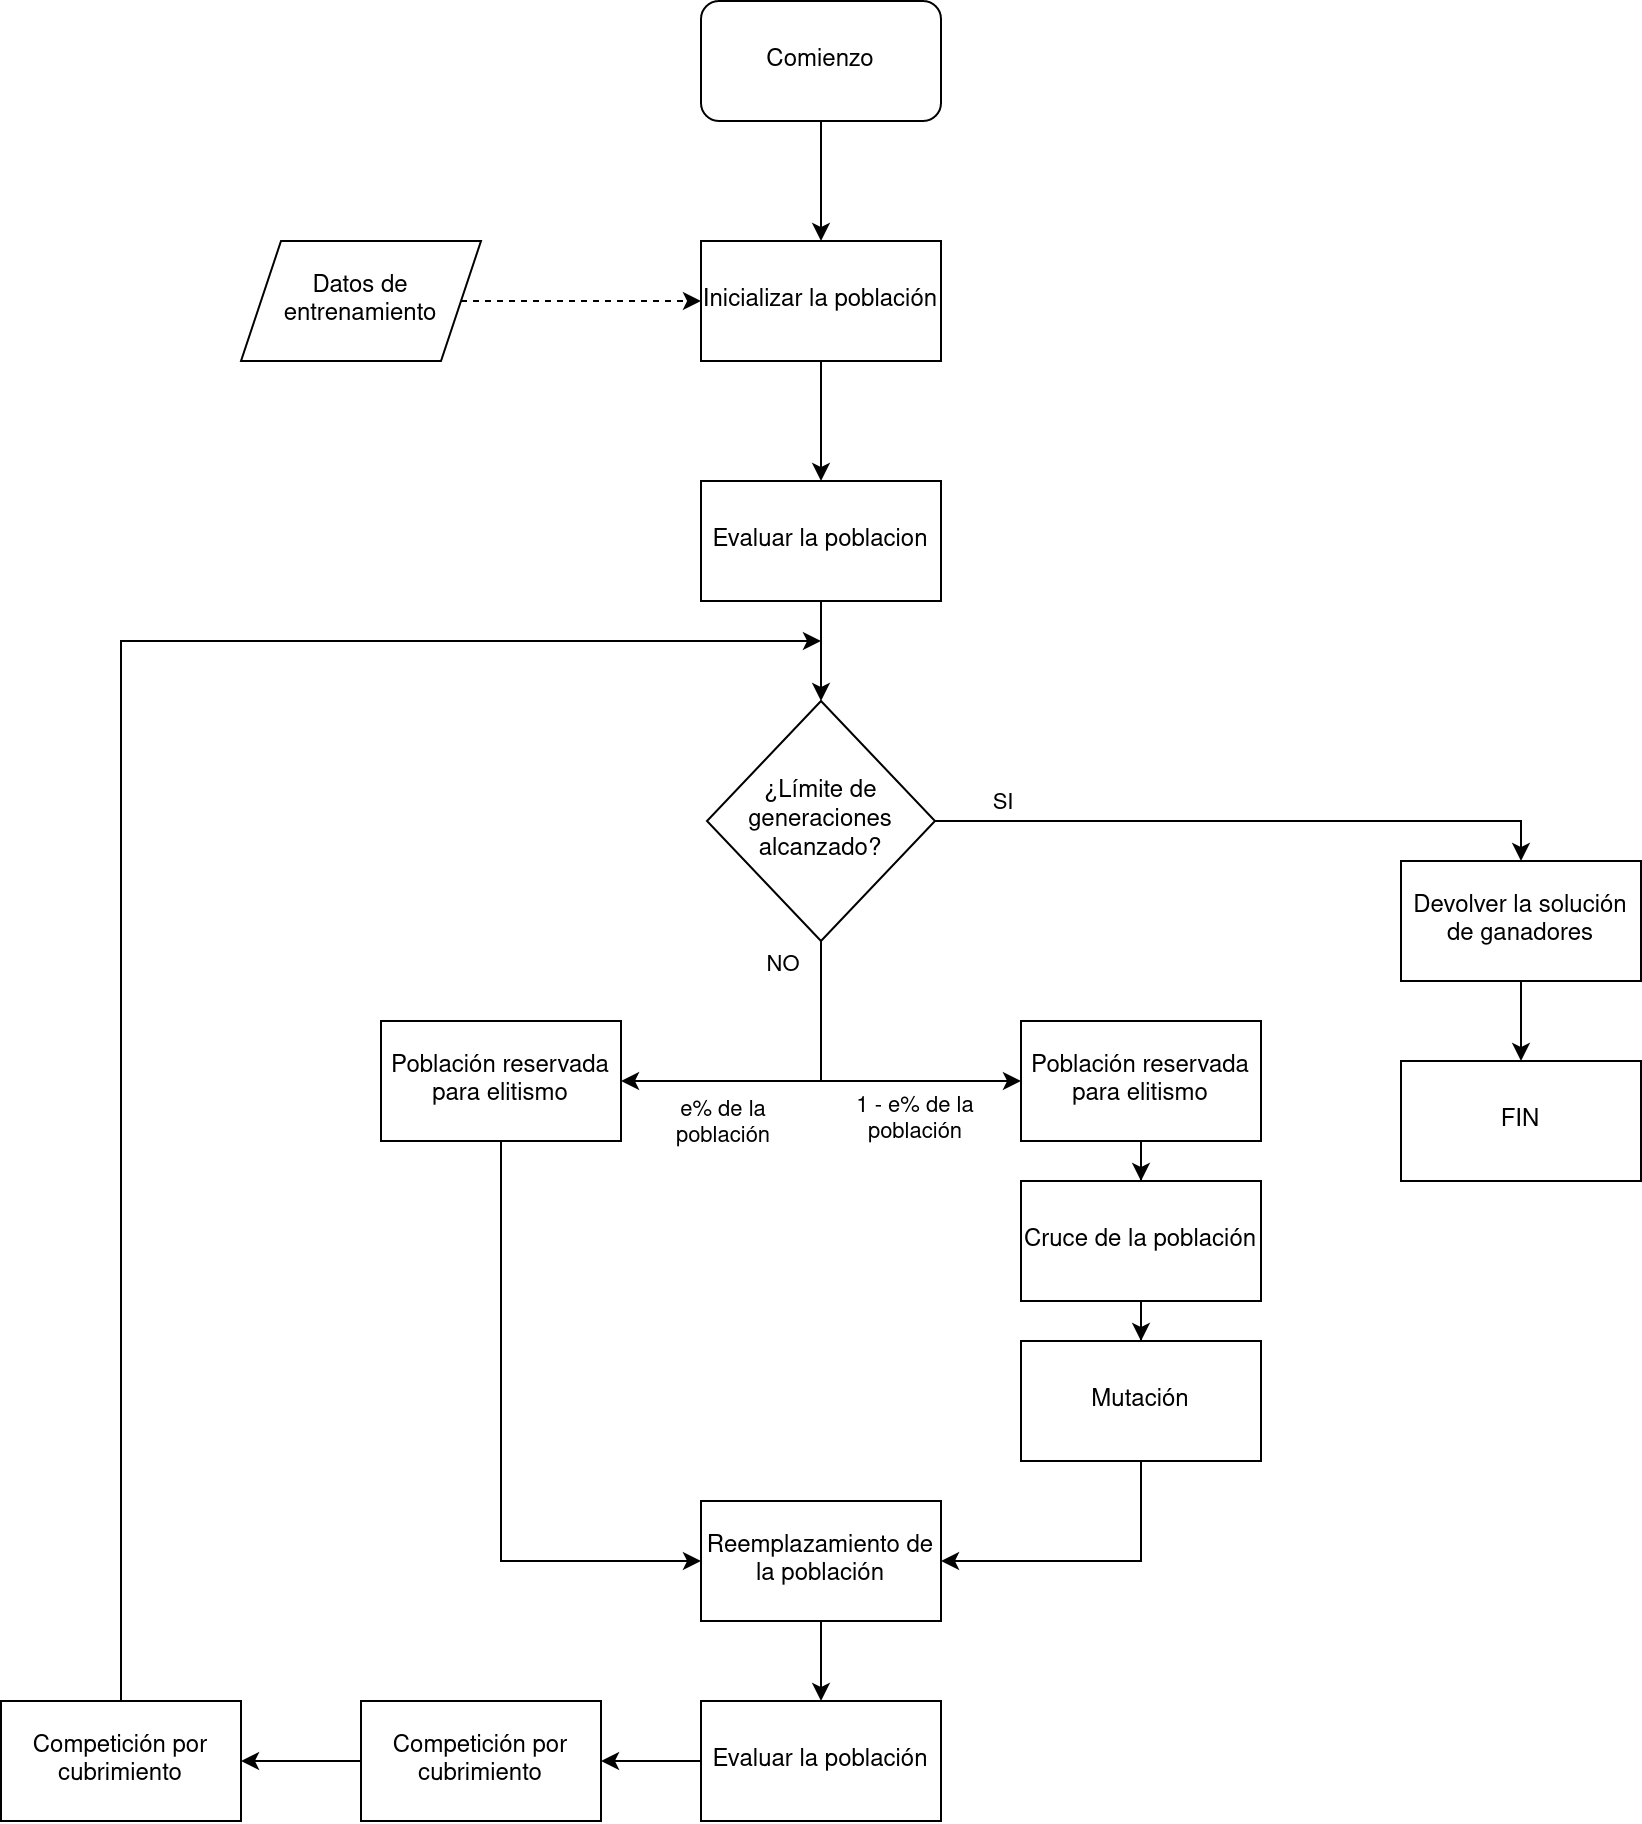 Comienzo
Datos de
entrenamiento
Inicializar la población
Evaluar la poblacion
¿Límite de
generaciones
alcanzado?
SI
Devolver la solución
de ganadores
NO
Población reservada
para elitismo
e% de la
población
1 - e% de la
población
Población reservada
para elitismo
FIN
Cruce de la población
Mutación
Reemplazamiento de
la población
Competición por
cubrimiento
Competición por
cubrimiento
Evaluar la población